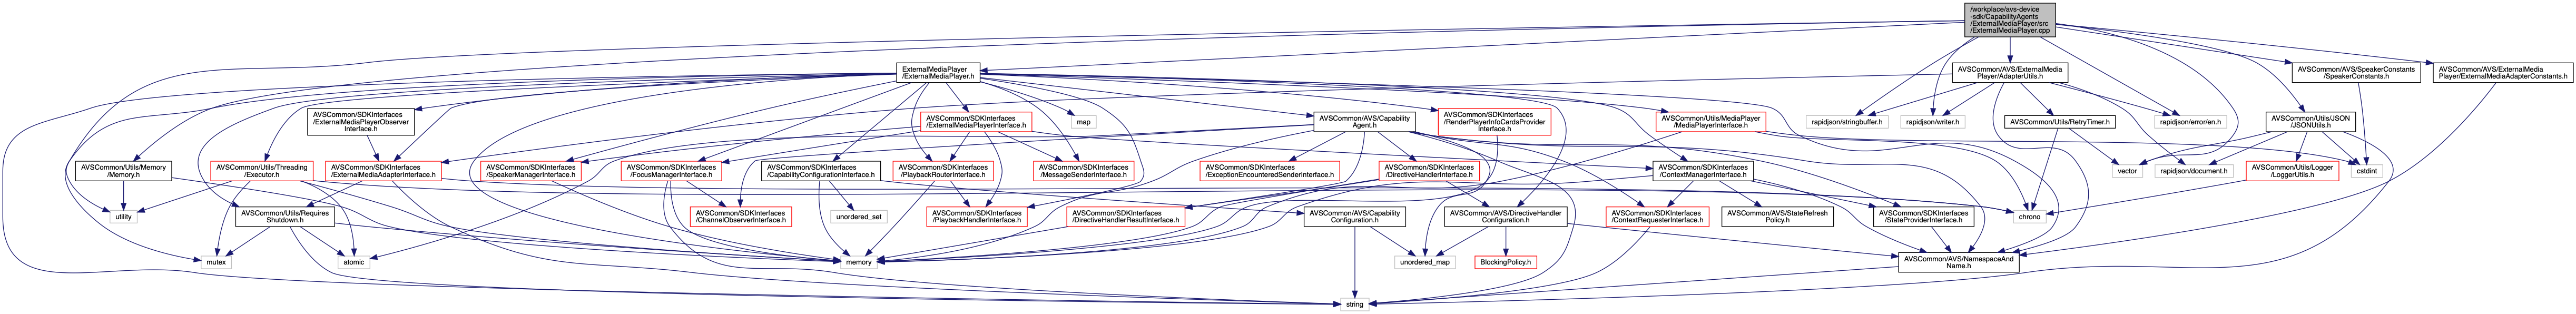 /workplace/avs-device
-sdk/CapabilityAgents
/ExternalMediaPlayer/src
/ExternalMediaPlayer.cpp
ExternalMediaPlayer
/ExternalMediaPlayer.h
AVSCommon/AVS/ExternalMedia
Player/AdapterUtils.h
AVSCommon/AVS/SpeakerConstants
/SpeakerConstants.h
AVSCommon/AVS/ExternalMedia
Player/ExternalMediaAdapterConstants.h
AVSCommon/SDKInterfaces
/ExternalMediaPlayerObserver
Interface.h
AVSCommon/SDKInterfaces
/ExternalMediaPlayerInterface.h
map
AVSCommon/AVS/Capability
Agent.h
AVSCommon/SDKInterfaces
/RenderPlayerInfoCardsProvider
Interface.h
AVSCommon/Utils/MediaPlayer
/MediaPlayerInterface.h
rapidjson/stringbuffer.h
rapidjson/writer.h
AVSCommon/Utils/RetryTimer.h
rapidjson/error/en.h
AVSCommon/Utils/JSON
/JSONUtils.h
AVSCommon/Utils/Memory
/Memory.h
AVSCommon/Utils/Threading
/Executor.h
AVSCommon/SDKInterfaces
/ExternalMediaAdapterInterface.h
AVSCommon/SDKInterfaces
/SpeakerManagerInterface.h
AVSCommon/SDKInterfaces
/FocusManagerInterface.h
AVSCommon/SDKInterfaces
/CapabilityConfigurationInterface.h
AVSCommon/SDKInterfaces
/PlaybackRouterInterface.h
AVSCommon/SDKInterfaces
/MessageSenderInterface.h
AVSCommon/SDKInterfaces
/ExceptionEncounteredSenderInterface.h
AVSCommon/SDKInterfaces
/DirectiveHandlerInterface.h
AVSCommon/SDKInterfaces
/ContextManagerInterface.h
vector
rapidjson/document.h
AVSCommon/Utils/Logger
/LoggerUtils.h
cstdint
utility
AVSCommon/Utils/Requires
Shutdown.h
AVSCommon/SDKInterfaces
/ChannelObserverInterface.h
unordered_set
AVSCommon/SDKInterfaces
/PlaybackHandlerInterface.h
AVSCommon/SDKInterfaces
/DirectiveHandlerResultInterface.h
AVSCommon/AVS/Capability
Configuration.h
AVSCommon/AVS/DirectiveHandler
Configuration.h
AVSCommon/SDKInterfaces
/ContextRequesterInterface.h
AVSCommon/AVS/StateRefresh
Policy.h
AVSCommon/SDKInterfaces
/StateProviderInterface.h
chrono
mutex
atomic
memory
unordered_map
BlockingPolicy.h
AVSCommon/AVS/NamespaceAnd
Name.h
string